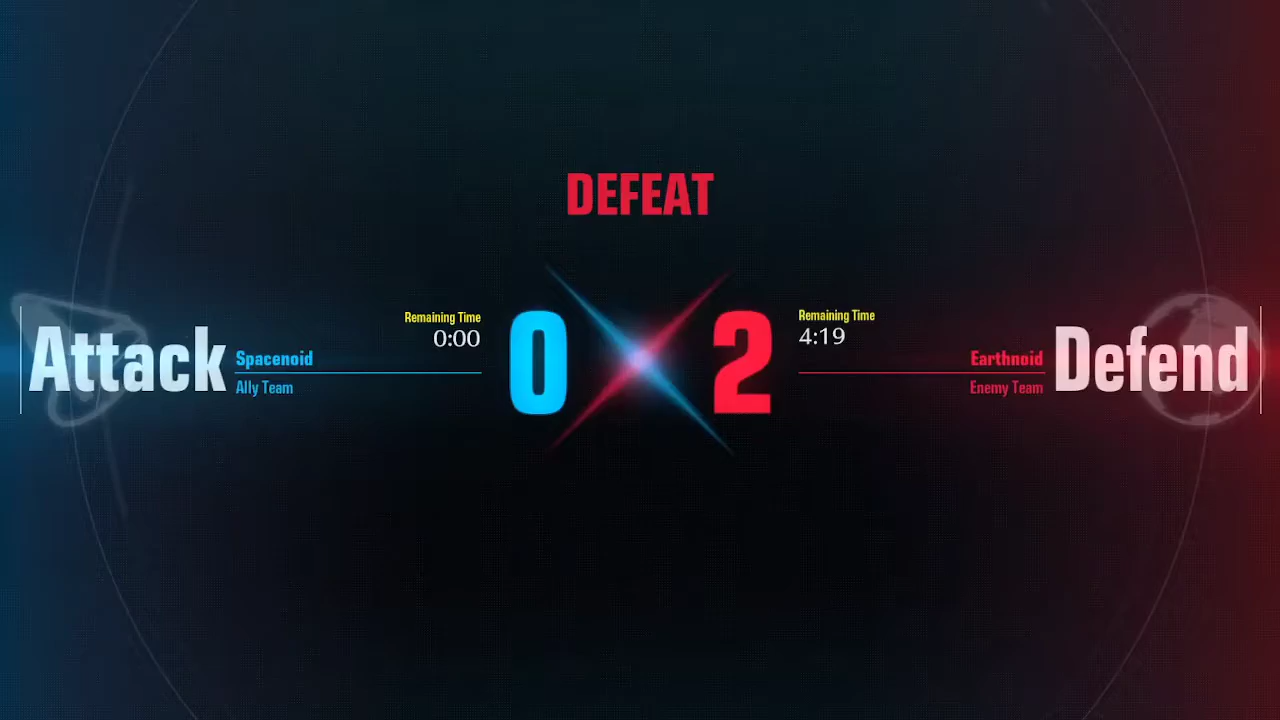 DEFEAT
Attack
Spacenoid
Ally Team
Remaining Time
0:00
0
2
Remaining Time
4:19
Earthnoid
Enemy Team
Defend